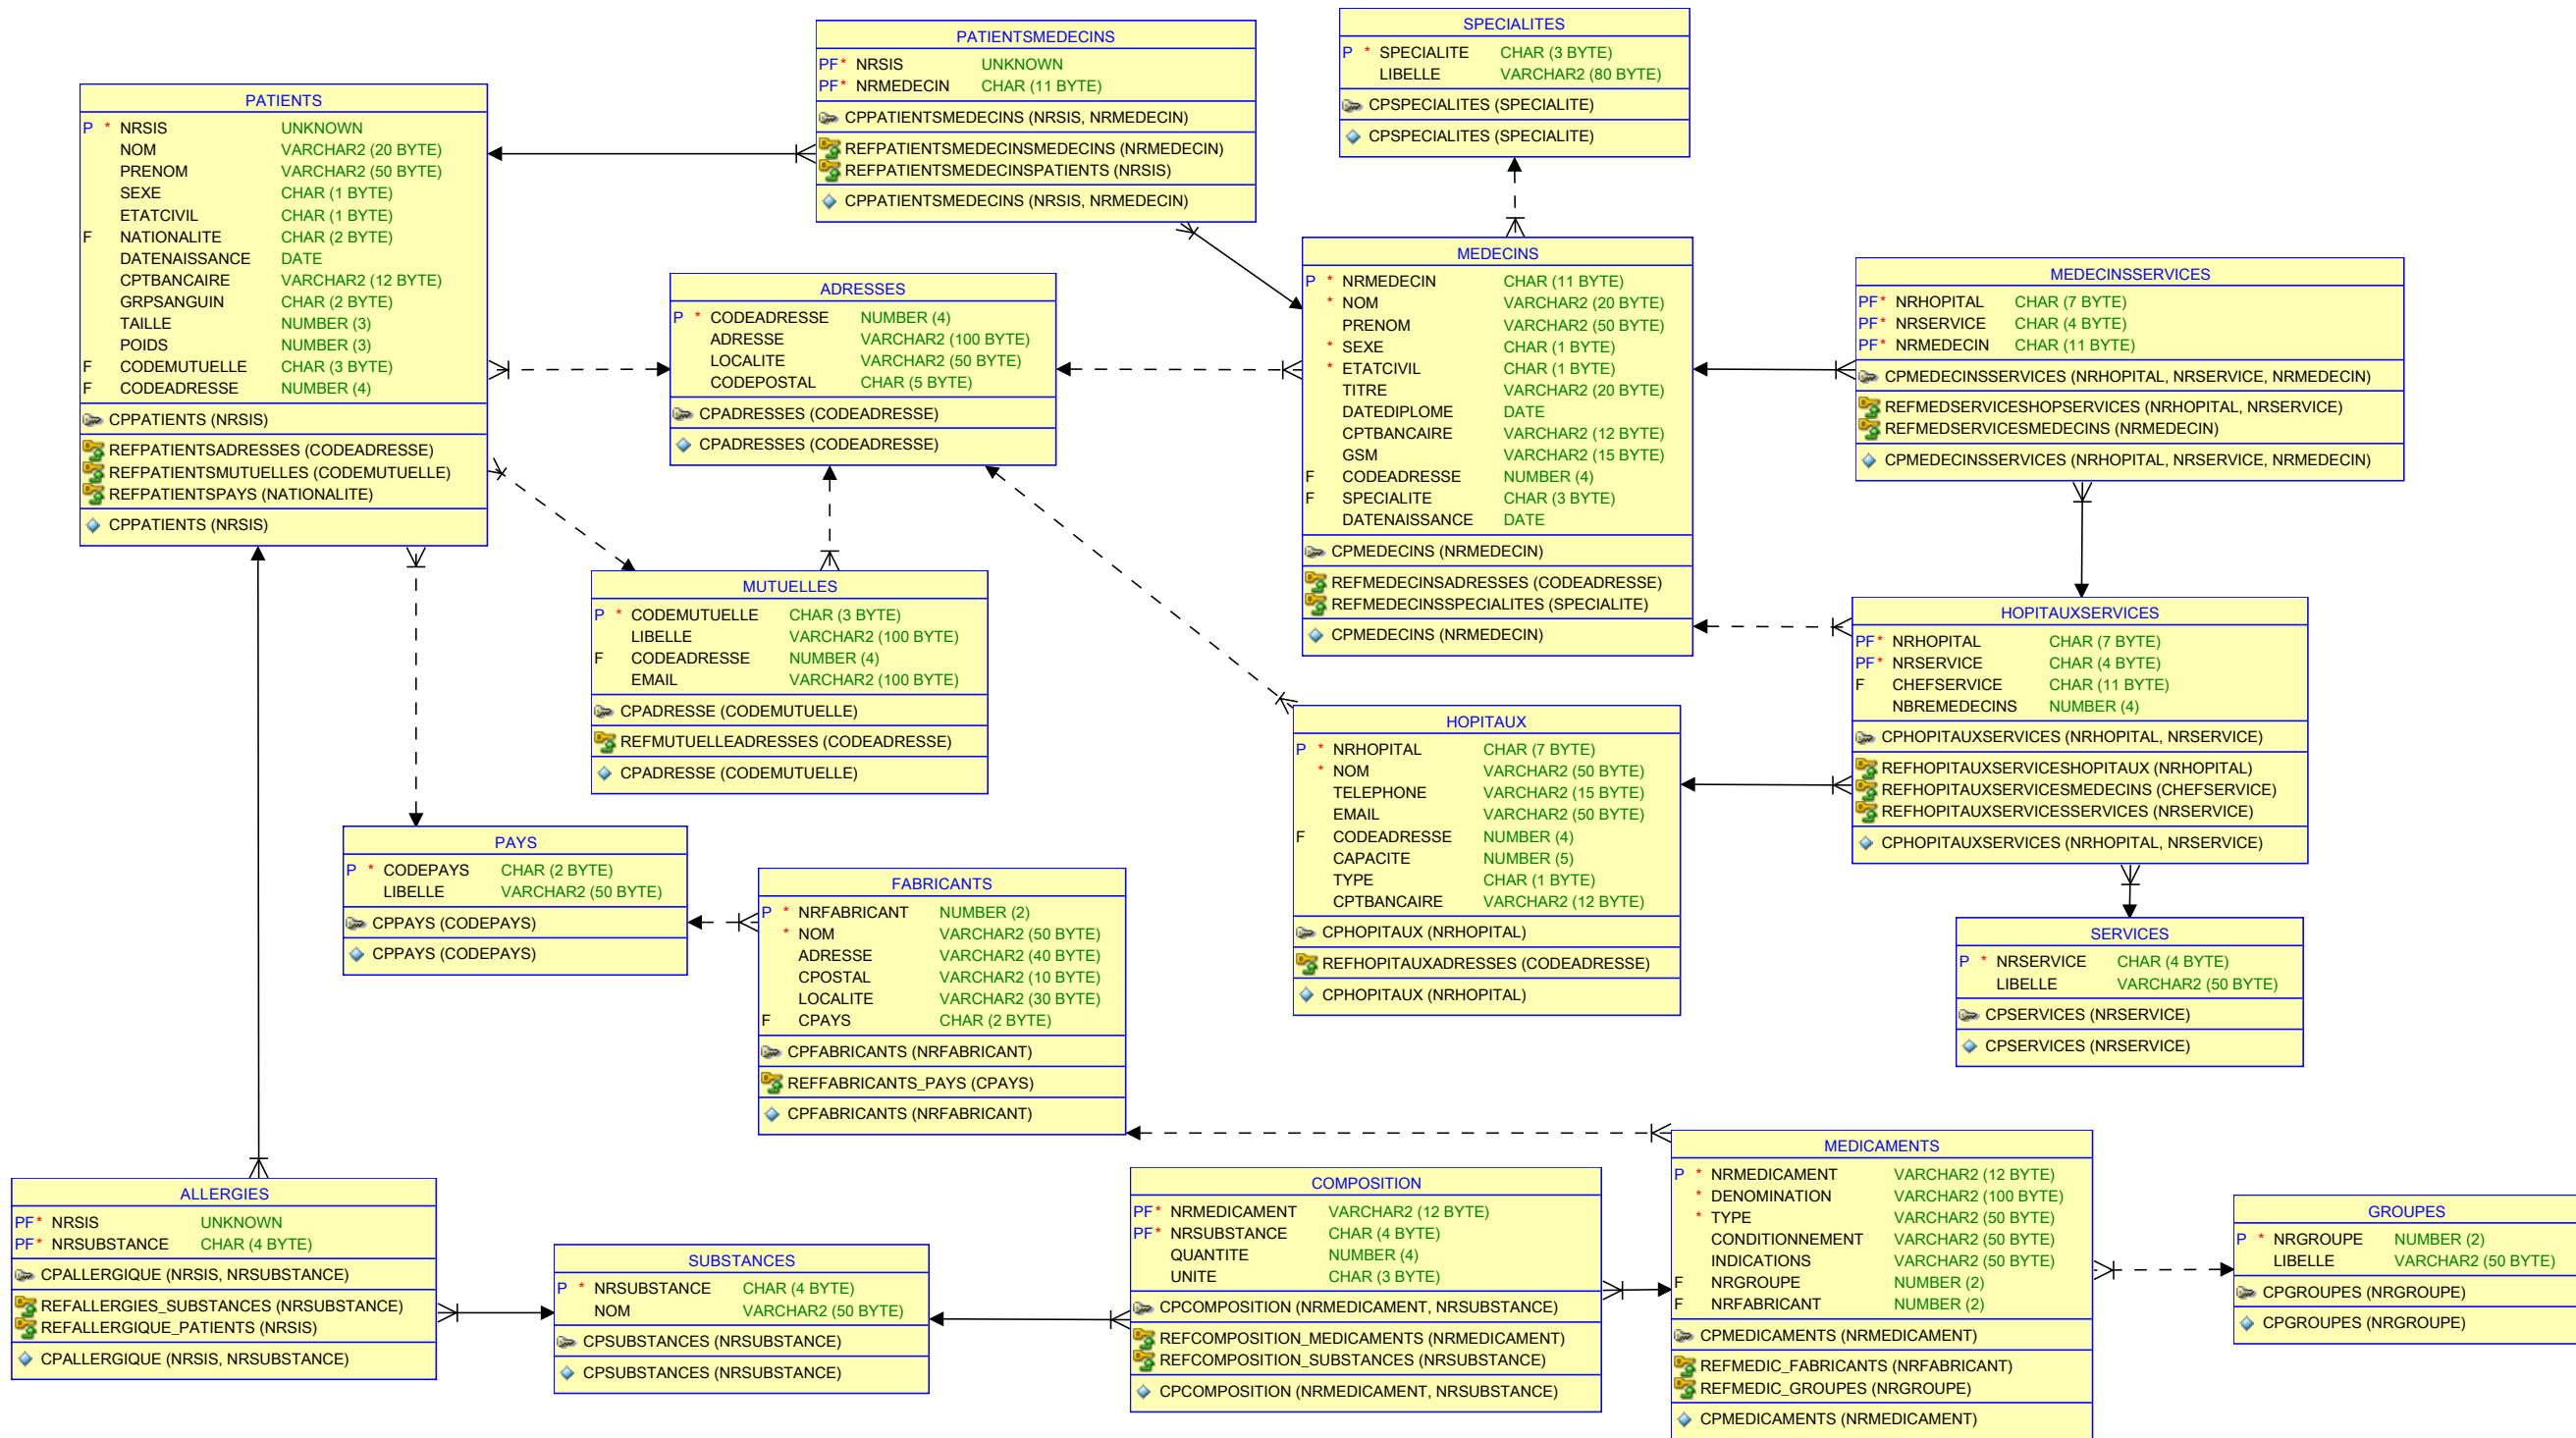 PATIENTS
P * NRSIS UNKNOWN
NOM VARCHAR2 (20 BYTE)
PRENOM VARCHAR2 (50 BYTE)
SEXE CHAR (1 BYTE)
ETATCIVIL CHAR (1 BYTE)
F NATIONALITE CHAR (2 BYTE)
DATENAISSANCE DATE
CPTBANCAIRE VARCHAR2 (12 BYTE)
GRPSANGUIN CHAR (2 BYTE)
TAILLE NUMBER (3)
POIDS NUMBER (3)
F CODEMUTUELLE CHAR (3 BYTE)
F CODEADRESSE NUMBER (4)
CPPATIENTS (NRSIS)
REFPATIENTSADRESSES (CODEADRESSE)
REFPATIENTSMUTUELLES (CODEMUTUELLE)
REFPATIENTSPAYS (NATIONALITE)
CPPATIENTS (NRSIS)
PATIENTSMEDECINS
PF* NRSIS UNKNOWN
PF* NRMEDECIN CHAR (11 BYTE)
CPPATIENTSMEDECINS (NRSIS, NRMEDECIN)
REFPATIENTSMEDECINSMEDECINS (NRMEDECIN)
REFPATIENTSMEDECINSPATIENTS (NRSIS)
CPPATIENTSMEDECINS (NRSIS, NRMEDECIN)
SPECIALITES
P * SPECIALITE CHAR (3 BYTE)
LIBELLE VARCHAR2 (80 BYTE)
CPSPECIALITES (SPECIALITE)
CPSPECIALITES (SPECIALITE)
ADRESSES
P * CODEADRESSE NUMBER (4)
ADRESSE VARCHAR2 (100 BYTE)
LOCALITE VARCHAR2 (50 BYTE)
CODEPOSTAL CHAR (5 BYTE)
CPADRESSES (CODEADRESSE)
CPADRESSES (CODEADRESSE)
MEDECINS
P * NRMEDECIN CHAR (11 BYTE)
* NOM VARCHAR2 (20 BYTE)
PRENOM VARCHAR2 (50 BYTE)
* SEXE CHAR (1 BYTE)
* ETATCIVIL CHAR (1 BYTE)
TITRE VARCHAR2 (20 BYTE)
DATEDIPLOME DATE
CPTBANCAIRE VARCHAR2 (12 BYTE)
GSM VARCHAR2 (15 BYTE)
F CODEADRESSE NUMBER (4)
F SPECIALITE CHAR (3 BYTE)
DATENAISSANCE DATE
CPMEDECINS (NRMEDECIN)
REFMEDECINSADRESSES (CODEADRESSE)
REFMEDECINSSPECIALITES (SPECIALITE)
CPMEDECINS (NRMEDECIN)
MEDECINSSERVICES
PF* NRHOPITAL CHAR (7 BYTE)
PF* NRSERVICE CHAR (4 BYTE)
PF* NRMEDECIN CHAR (11 BYTE)
CPMEDECINSSERVICES (NRHOPITAL, NRSERVICE, NRMEDECIN)
REFMEDSERVICESHOPSERVICES (NRHOPITAL, NRSERVICE)
REFMEDSERVICESMEDECINS (NRMEDECIN)
CPMEDECINSSERVICES (NRHOPITAL, NRSERVICE, NRMEDECIN)
MUTUELLES
P * CODEMUTUELLE CHAR (3 BYTE)
LIBELLE VARCHAR2 (100 BYTE)
F CODEADRESSE NUMBER (4)
EMAIL VARCHAR2 (100 BYTE)
CPADRESSE (CODEMUTUELLE)
REFMUTUELLEADRESSES (CODEADRESSE)
CPADRESSE (CODEMUTUELLE)
HOPITAUXSERVICES
PF* NRHOPITAL CHAR (7 BYTE)
PF* NRSERVICE CHAR (4 BYTE)
F CHEFSERVICE CHAR (11 BYTE)
NBREMEDECINS NUMBER (4)
CPHOPITAUXSERVICES (NRHOPITAL, NRSERVICE)
REFHOPITAUXSERVICESHOPITAUX (NRHOPITAL)
REFHOPITAUXSERVICESMEDECINS (CHEFSERVICE)
REFHOPITAUXSERVICESSERVICES (NRSERVICE)
CPHOPITAUXSERVICES (NRHOPITAL, NRSERVICE)
HOPITAUX
P * NRHOPITAL CHAR (7 BYTE)
* NOM VARCHAR2 (50 BYTE)
TELEPHONE VARCHAR2 (15 BYTE)
EMAIL VARCHAR2 (50 BYTE)
F CODEADRESSE NUMBER (4)
CAPACITE NUMBER (5)
TYPE CHAR (1 BYTE)
CPTBANCAIRE VARCHAR2 (12 BYTE)
CPHOPITAUX (NRHOPITAL)
REFHOPITAUXADRESSES (CODEADRESSE)
CPHOPITAUX (NRHOPITAL)
PAYS
P * CODEPAYS CHAR (2 BYTE)
LIBELLE VARCHAR2 (50 BYTE)
CPPAYS (CODEPAYS)
CPPAYS (CODEPAYS)
FABRICANTS
P * NRFABRICANT NUMBER (2)
* NOM VARCHAR2 (50 BYTE)
ADRESSE VARCHAR2 (40 BYTE)
CPOSTAL VARCHAR2 (10 BYTE)
LOCALITE VARCHAR2 (30 BYTE)
F CPAYS CHAR (2 BYTE)
CPFABRICANTS (NRFABRICANT)
REFFABRICANTS_PAYS (CPAYS)
CPFABRICANTS (NRFABRICANT)
SERVICES
P * NRSERVICE CHAR (4 BYTE)
LIBELLE VARCHAR2 (50 BYTE)
CPSERVICES (NRSERVICE)
CPSERVICES (NRSERVICE)
ALLERGIES
PF* NRSIS UNKNOWN
PF* NRSUBSTANCE CHAR (4 BYTE)
CPALLERGIQUE (NRSIS, NRSUBSTANCE)
REFALLERGIES_SUBSTANCES (NRSUBSTANCE)
REFALLERGIQUE_PATIENTS (NRSIS)
CPALLERGIQUE (NRSIS, NRSUBSTANCE)
SUBSTANCES
P * NRSUBSTANCE CHAR (4 BYTE)
NOM VARCHAR2 (50 BYTE)
CPSUBSTANCES (NRSUBSTANCE)
CPSUBSTANCES (NRSUBSTANCE)
COMPOSITION
PF* NRMEDICAMENT VARCHAR2 (12 BYTE)
PF* NRSUBSTANCE CHAR (4 BYTE)
QUANTITE NUMBER (4)
UNITE CHAR (3 BYTE)
CPCOMPOSITION (NRMEDICAMENT, NRSUBSTANCE)
REFCOMPOSITION_MEDICAMENTS (NRMEDICAMENT)
REFCOMPOSITION_SUBSTANCES (NRSUBSTANCE)
CPCOMPOSITION (NRMEDICAMENT, NRSUBSTANCE)
MEDICAMENTS
P * NRMEDICAMENT VARCHAR2 (12 BYTE)
* DENOMINATION VARCHAR2 (100 BYTE)
* TYPE VARCHAR2 (50 BYTE)
CONDITIONNEMENT VARCHAR2 (50 BYTE)
INDICATIONS VARCHAR2 (50 BYTE)
F NRGROUPE NUMBER (2)
F NRFABRICANT NUMBER (2)
CPMEDICAMENTS (NRMEDICAMENT)
REFMEDIC_FABRICANTS (NRFABRICANT)
REFMEDIC_GROUPES (NRGROUPE)
CPMEDICAMENTS (NRMEDICAMENT)
GROUPES
P * NRGROUPE NUMBER (2)
LIBELLE VARCHAR2 (50 BYTE)
CPGROUPES (NRGROUPE)
CPGROUPES (NRGROUPE)